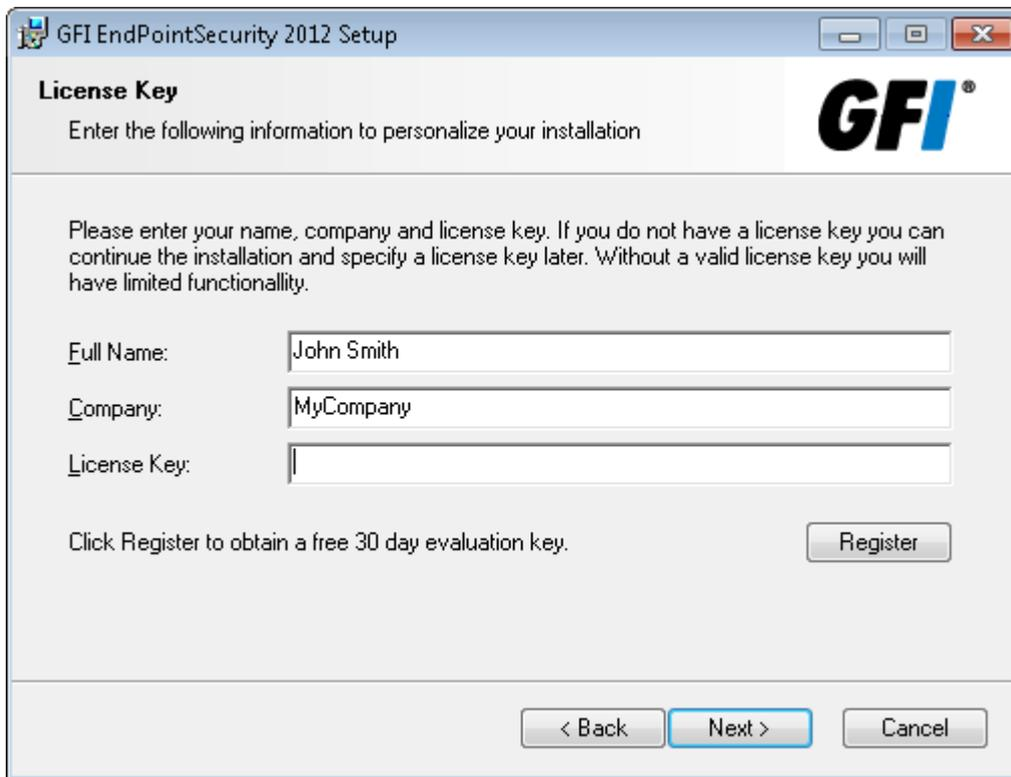 GFI EndPointSecurity 2012 Setup
License Key
Enter the following information to personalize your installation
GFI®
Please enter your name, company and license key. If you do not have a license key you can
continue the installation and specify a license key later. Without a valid license key you will
have limited functionallity.
Full Name: John Smith
Company: MyCompany
License Key:
Click Register to obtain a free 30 day evaluation key. Register
< Back Next > Cancel